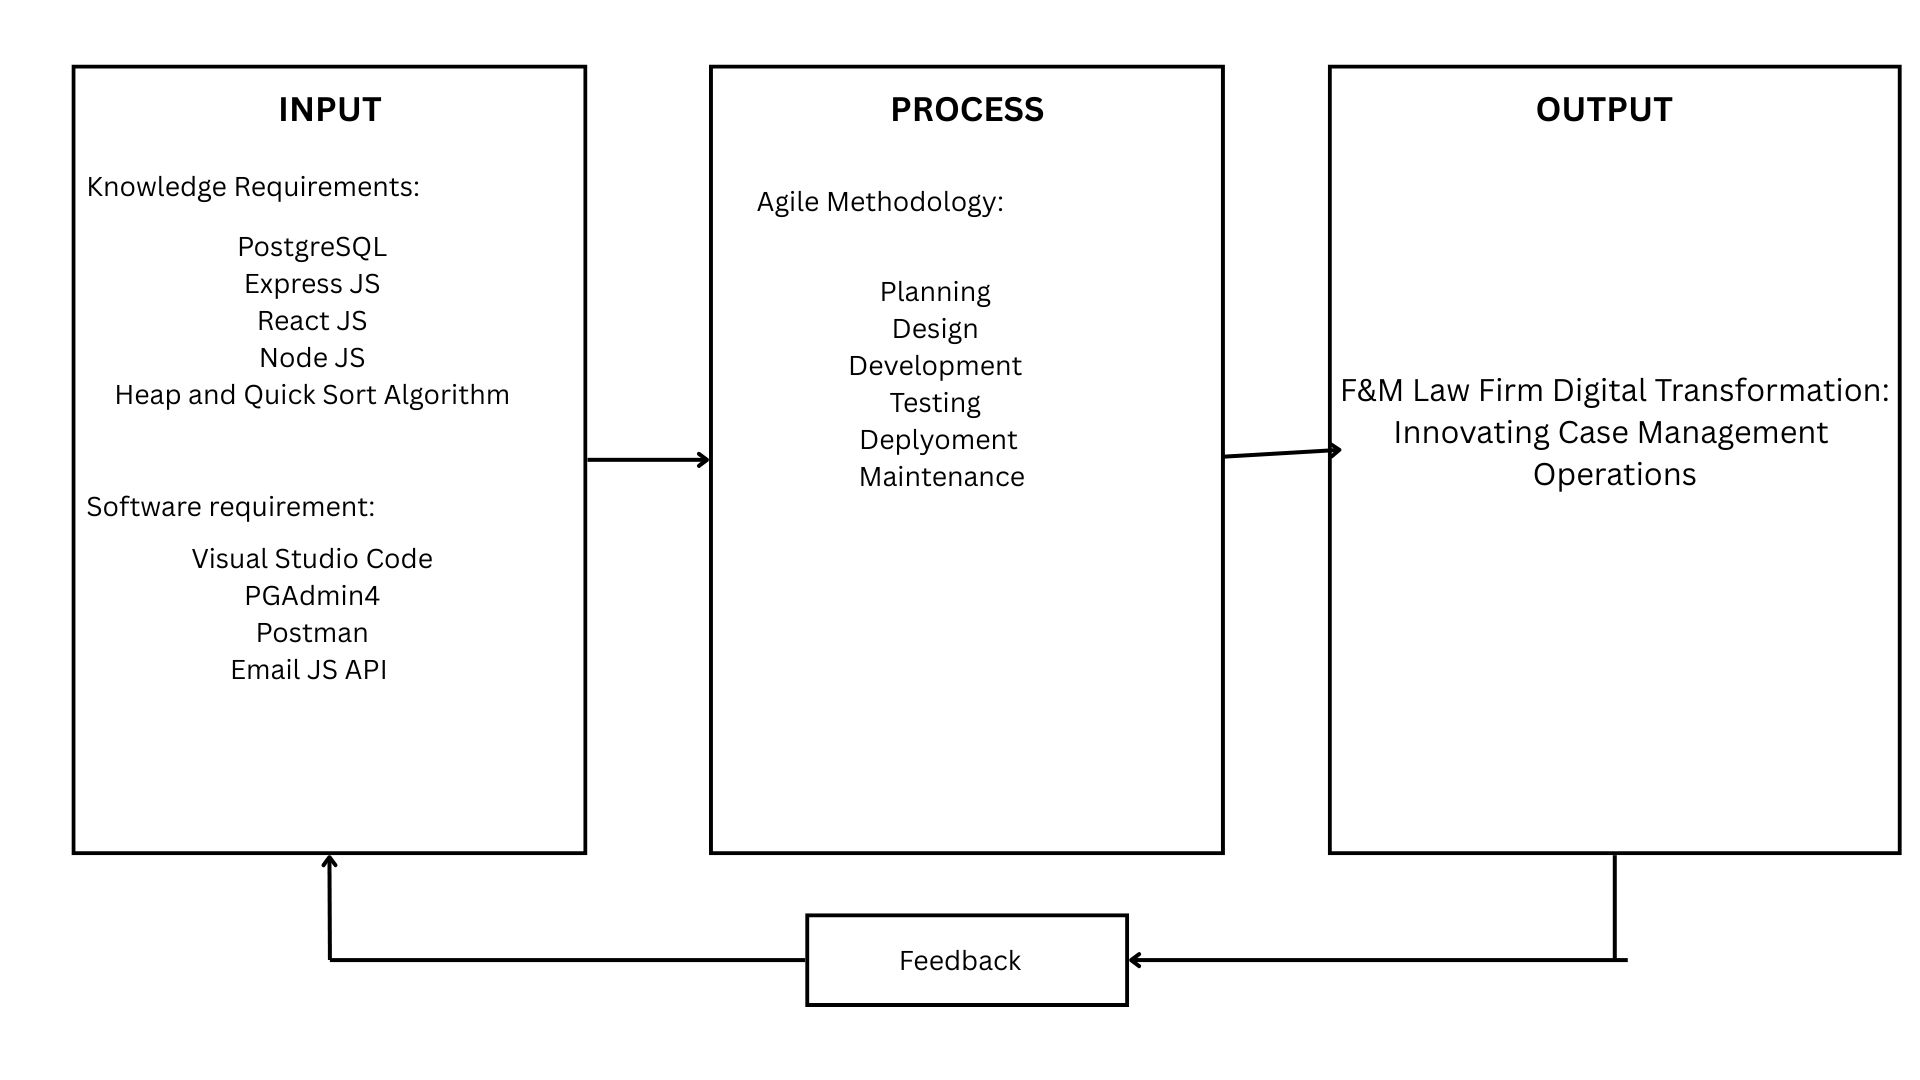 INPUT
Knowledge Requirements:
PostgreSQL
Express JS
React JS
Node JS
Heap and Quick Sort Algorithm
Software requirement:
Visual Studio Code
PGAdmin4
Postman
Email JS API
PROCESS
Agile Methodology:
Planning
Design
Development
Testing
Deplyoment
Maintenance
OUTPUT
F&M Law Firm Digital Transformation:
Innovating Case Management
Operations
Feedback